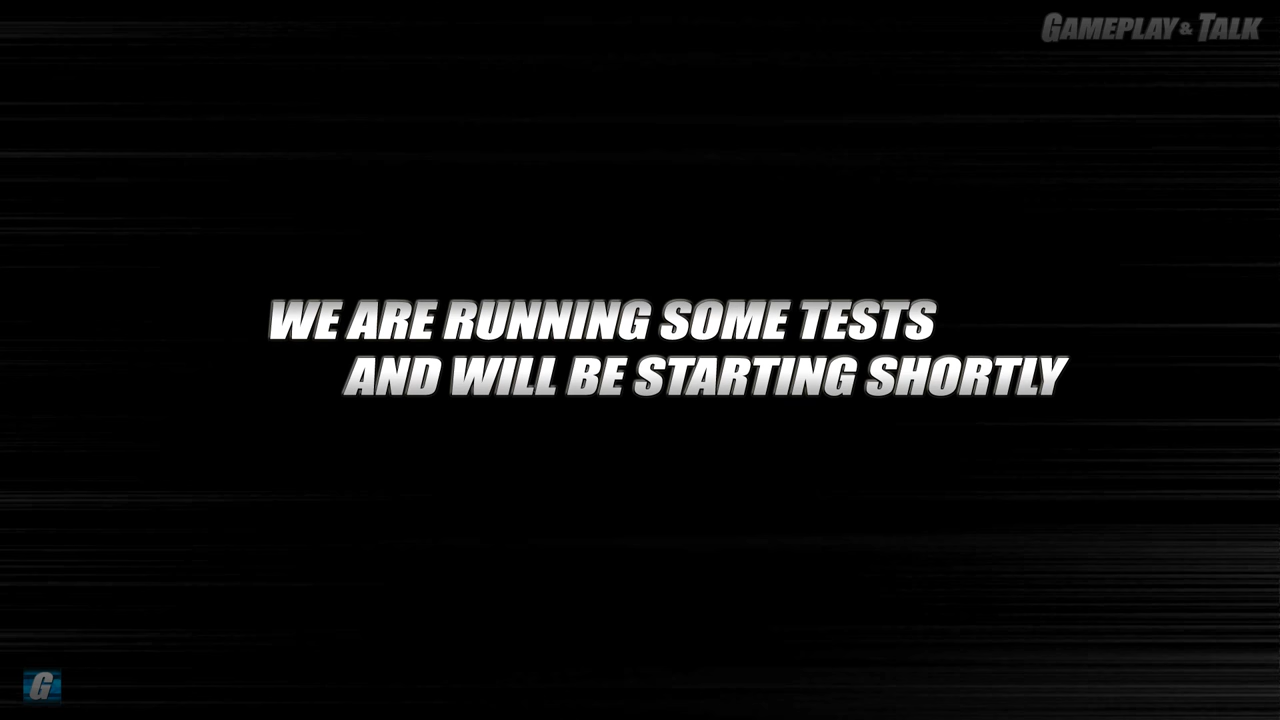 GAMEPLAY & TALK
WE ARE RUNNING SOME TESTS
AND WILL BE STARTING SHORTLY
G